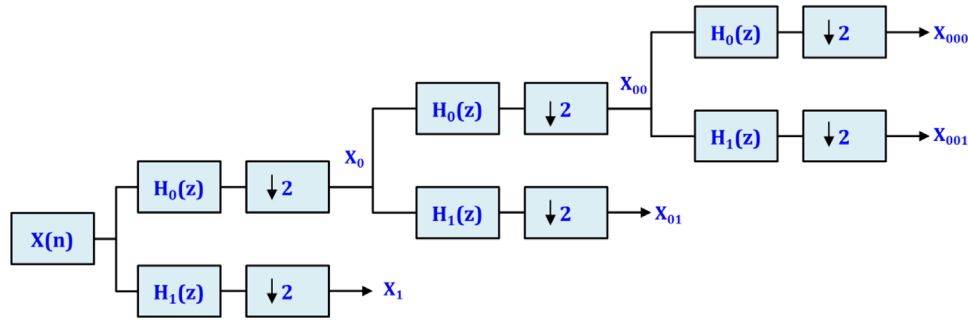 H₀(z) ↓2 X₀₀₀
X₀₀
H₀(z) ↓2
H₁(z) ↓2 X₀₀₁
X₀
H₀(z) ↓2
H₁(z) ↓2 X₀₁
X(n)
H₁(z) ↓2 X₁